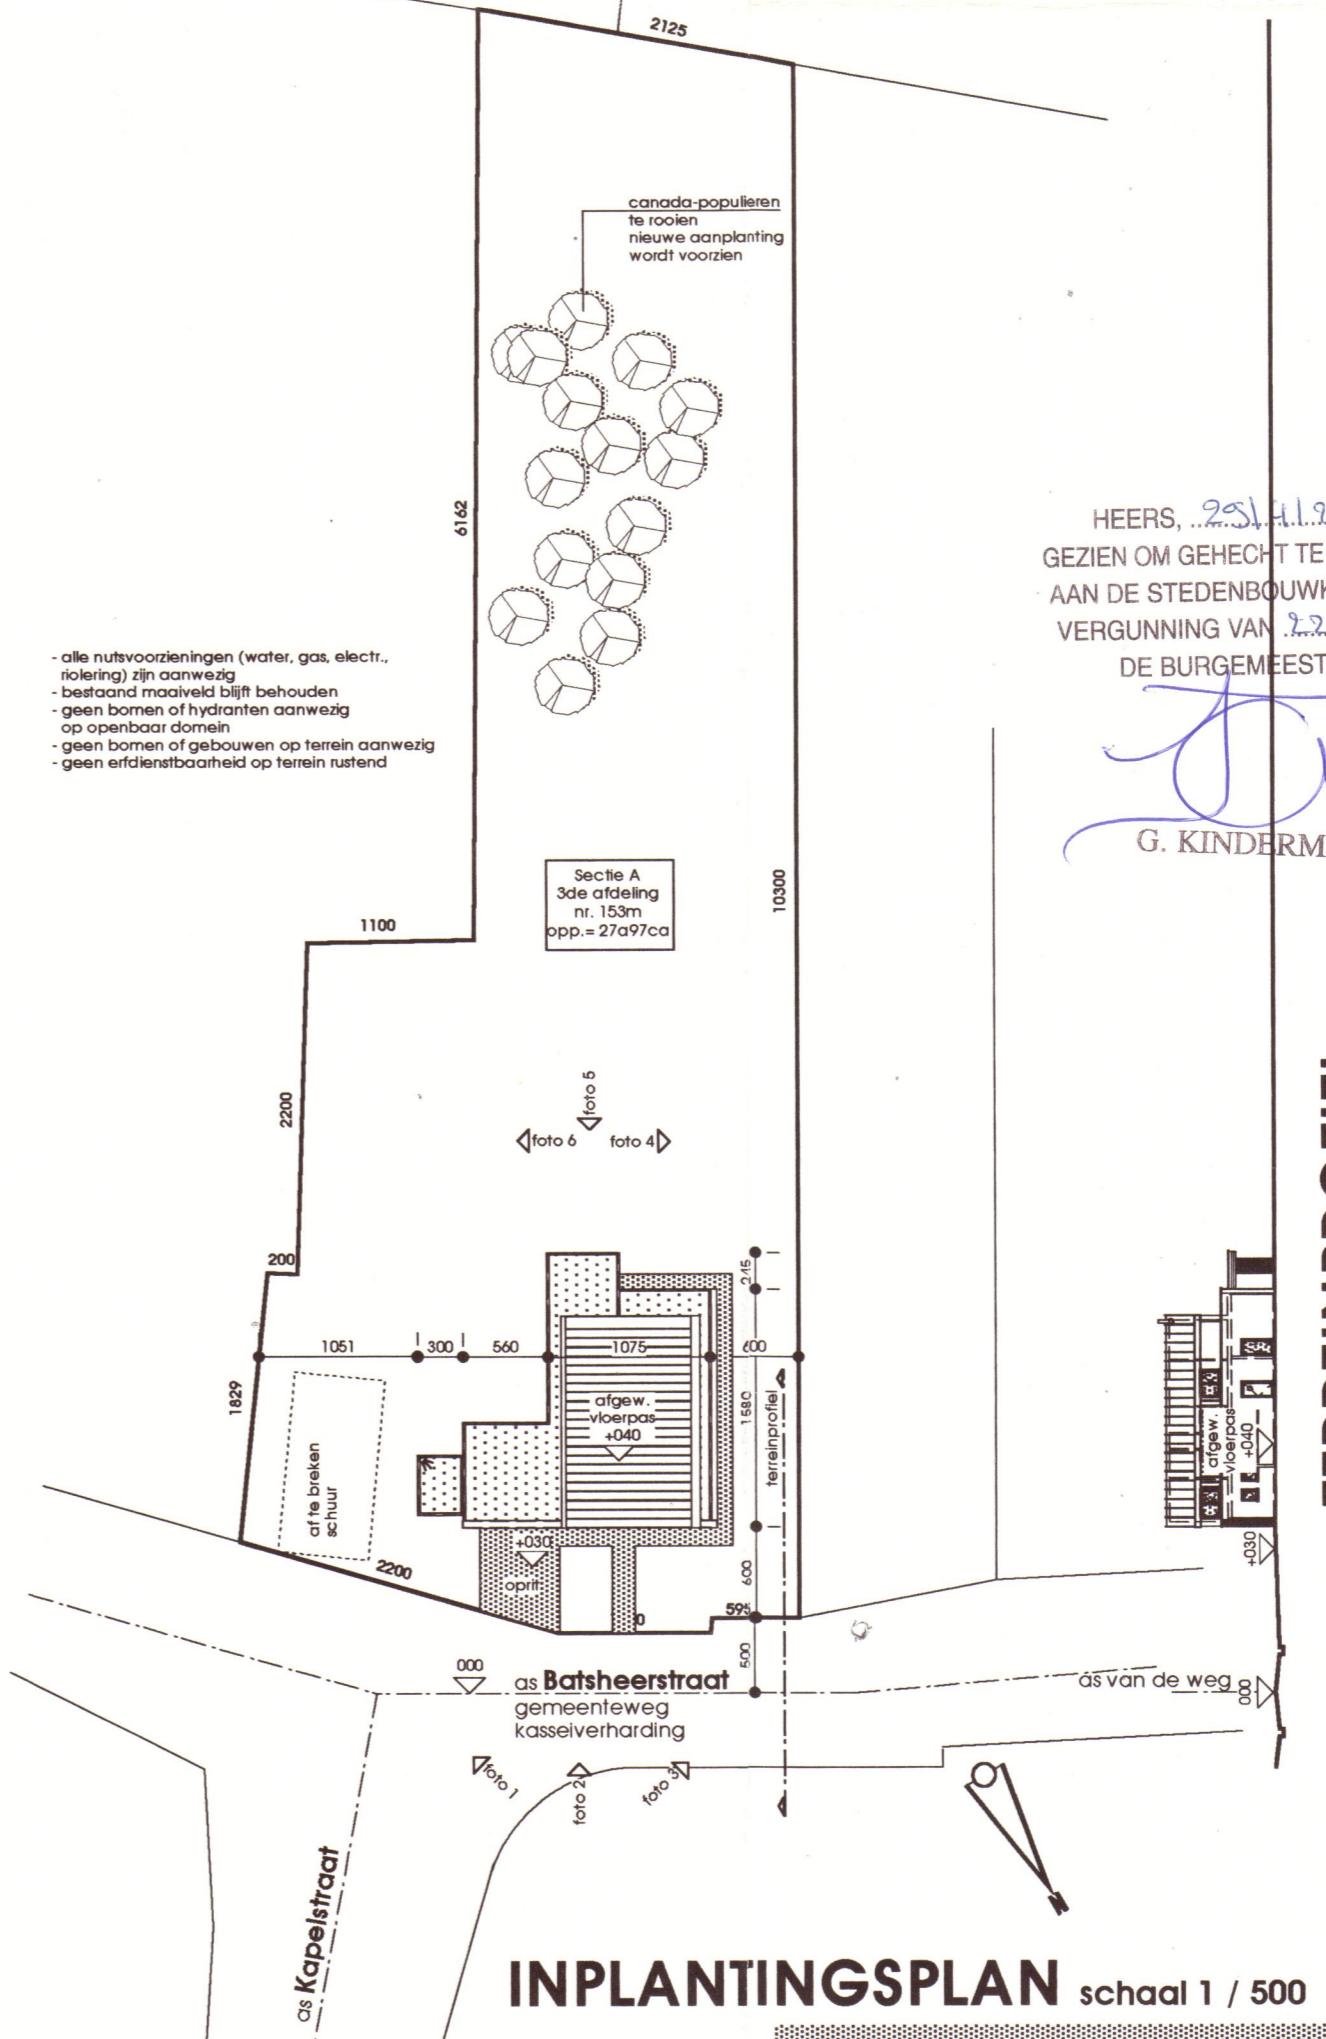 2125
canada-populieren
te rooien
nieuwe aanplanting
wordt voorzien
6162
HEERS,
GEZIEN OM GEHECHT TE
AAN DE STEDENBOUWK
VERGUNNING VAN 22
DE BURGEMEEST
G. KINDERM
- alle nutsvoorzieningen (water, gas, electr.,
riolering) zijn aanwezig
- bestaand maaiveld blijft behouden
- geen bomen of hydranten aanwezig
op openbaar domein
- geen bomen of gebouwen op terrein aanwezig
- geen erfdienstbaarheid op terrein rustend
Sectie A
3de afdeling
nr. 153m
opp.= 27a97ca
10300
1100
2200
foto 5
foto 6
foto 4
200
245
1051
300
560
1075
600
1829
1580
afgew.
vloerpas
+040
terreinprofiel
af te breken
schuur
afgew.
vloerpas
+040
+030
+030
oprit
2200
600
595
0
500
000
as Batsheerstraat
gemeenteweg
kasseiverharding
as van de weg
000
foto 1
foto 2
foto 3
as Kapelstraat
N
INPLANTINGSPLAN schaal 1 / 500